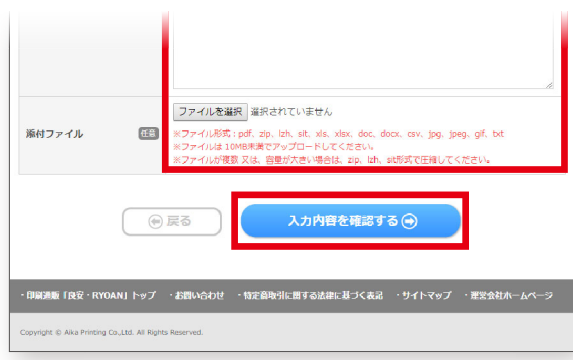 ファイルを選択 選択されていません
添付ファイル 任意
※ファイル形式：pdf、zip、lzh、sit、xls、xlsx、doc、docx、csv、jpg、jpeg、gif、txt
※ファイルは 10MB未満でアップロードしてください。
※ファイルが複数 又は、容量が大きい場合は、zip、lzh、sit形式で圧縮してください。
戻る 入力内容を確認する
・印刷通販「良安・RYOAN」トップ ・お問い合わせ ・特定商取引に関する法律に基づく表記 ・サイトマップ ・運営会社ホームページ
Copyright © Aika Printing Co.,Ltd. All Rights Reserved.